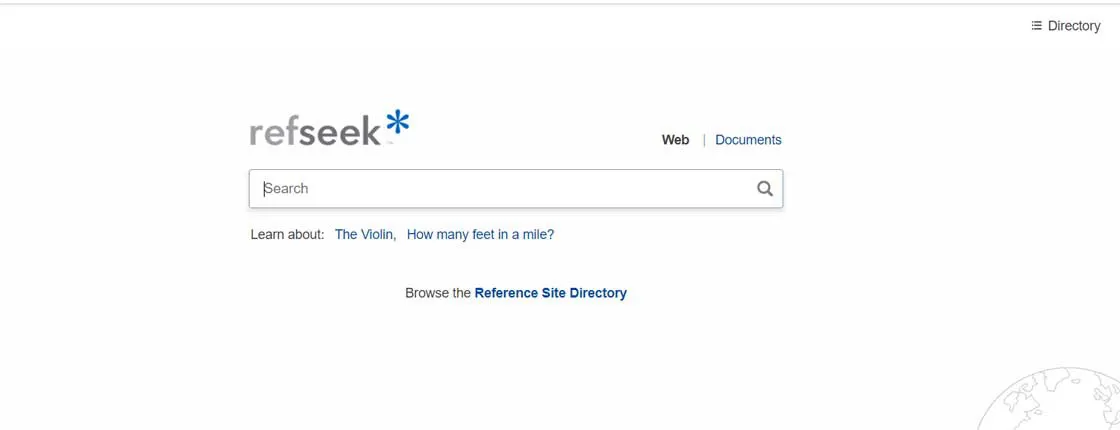 Directory
refseek*
Web | Documents
Search
Learn about: The Violin, How many feet in a mile?
Browse the Reference Site Directory